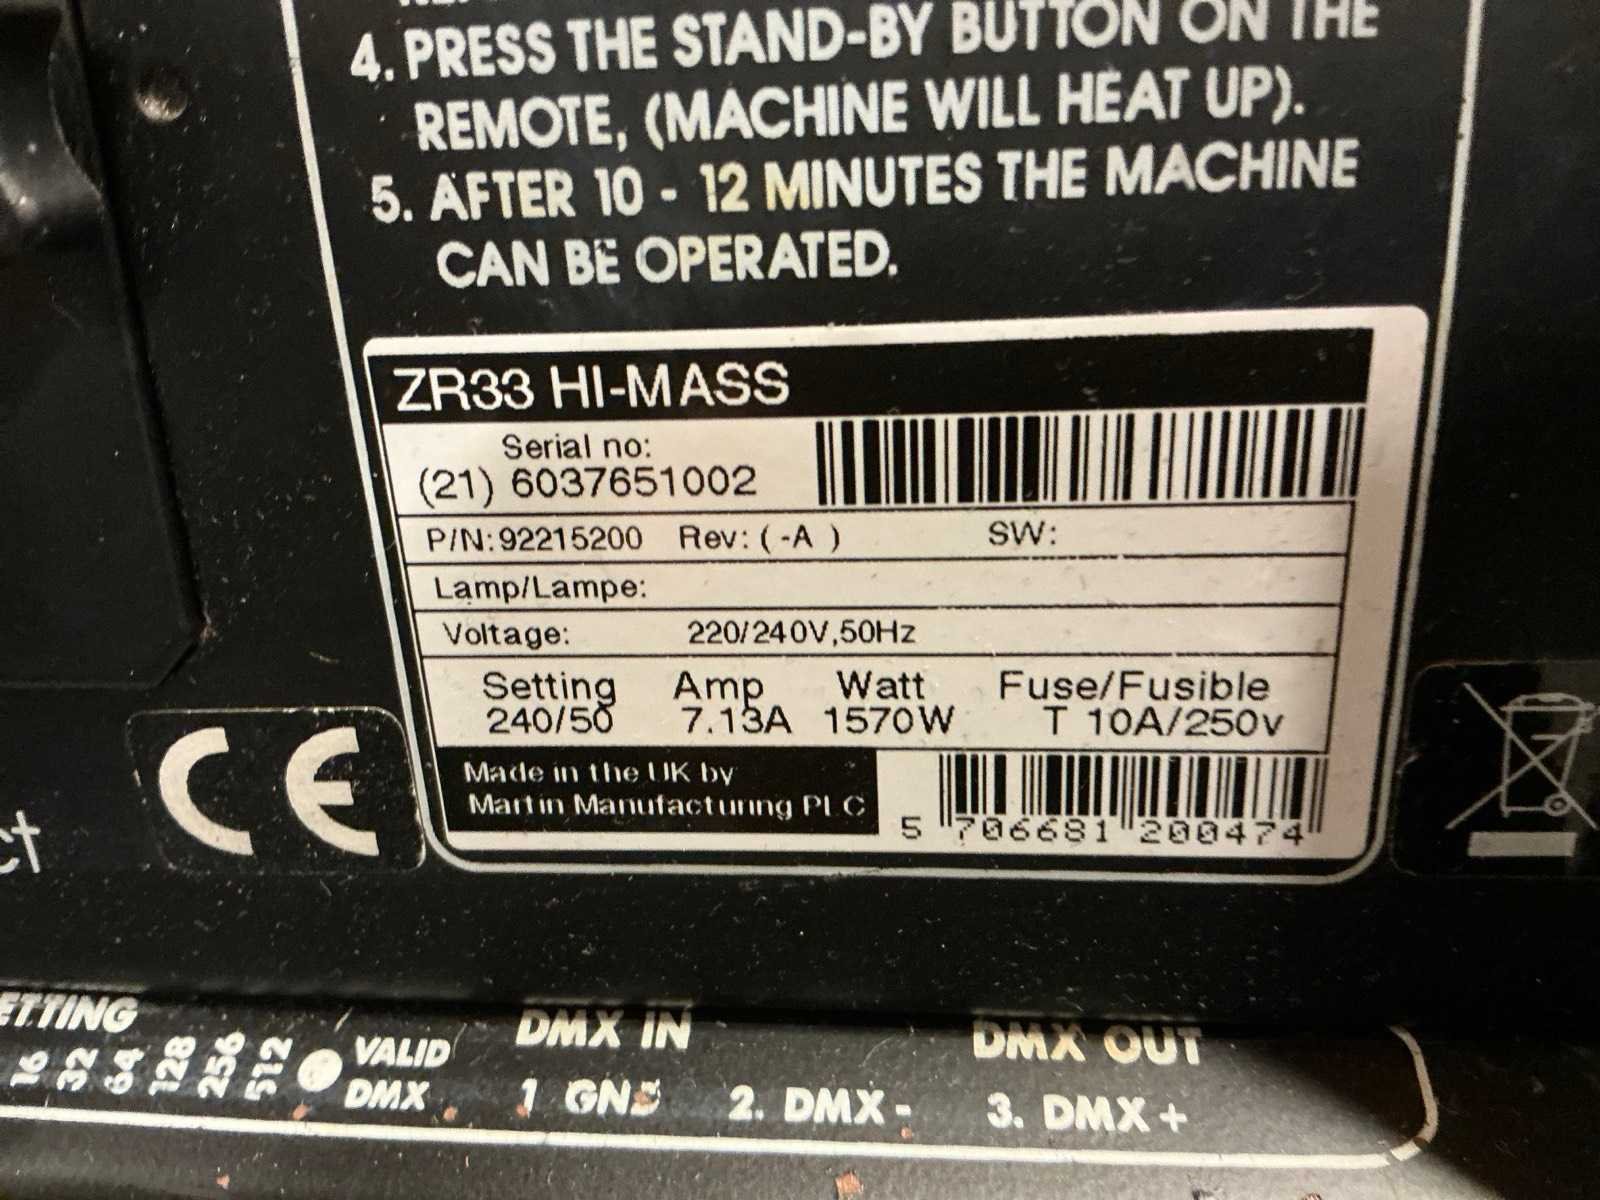 4. PRESS THE STAND-BY BUTTON ON THE
REMOTE, (MACHINE WILL HEAT UP).
5. AFTER 10 - 12 MINUTES THE MACHINE
CAN BE OPERATED.
ZR33 HI-MASS
Serial no:
(21) 6037651002
P/N:92215200 Rev: ( -A ) SW:
Lamp/Lampe:
Voltage: 220/240V,50Hz
Setting Amp Watt Fuse/Fusible
240/50 7.13A 1570W T 10A/250v
Made in the UK by
Martin Manufacturing PLC
5 706681 200474
CE
DMX IN DMX OUT
16 32 64 128 256 512 VALID
DMX 1 GND 2. DMX - 3. DMX +